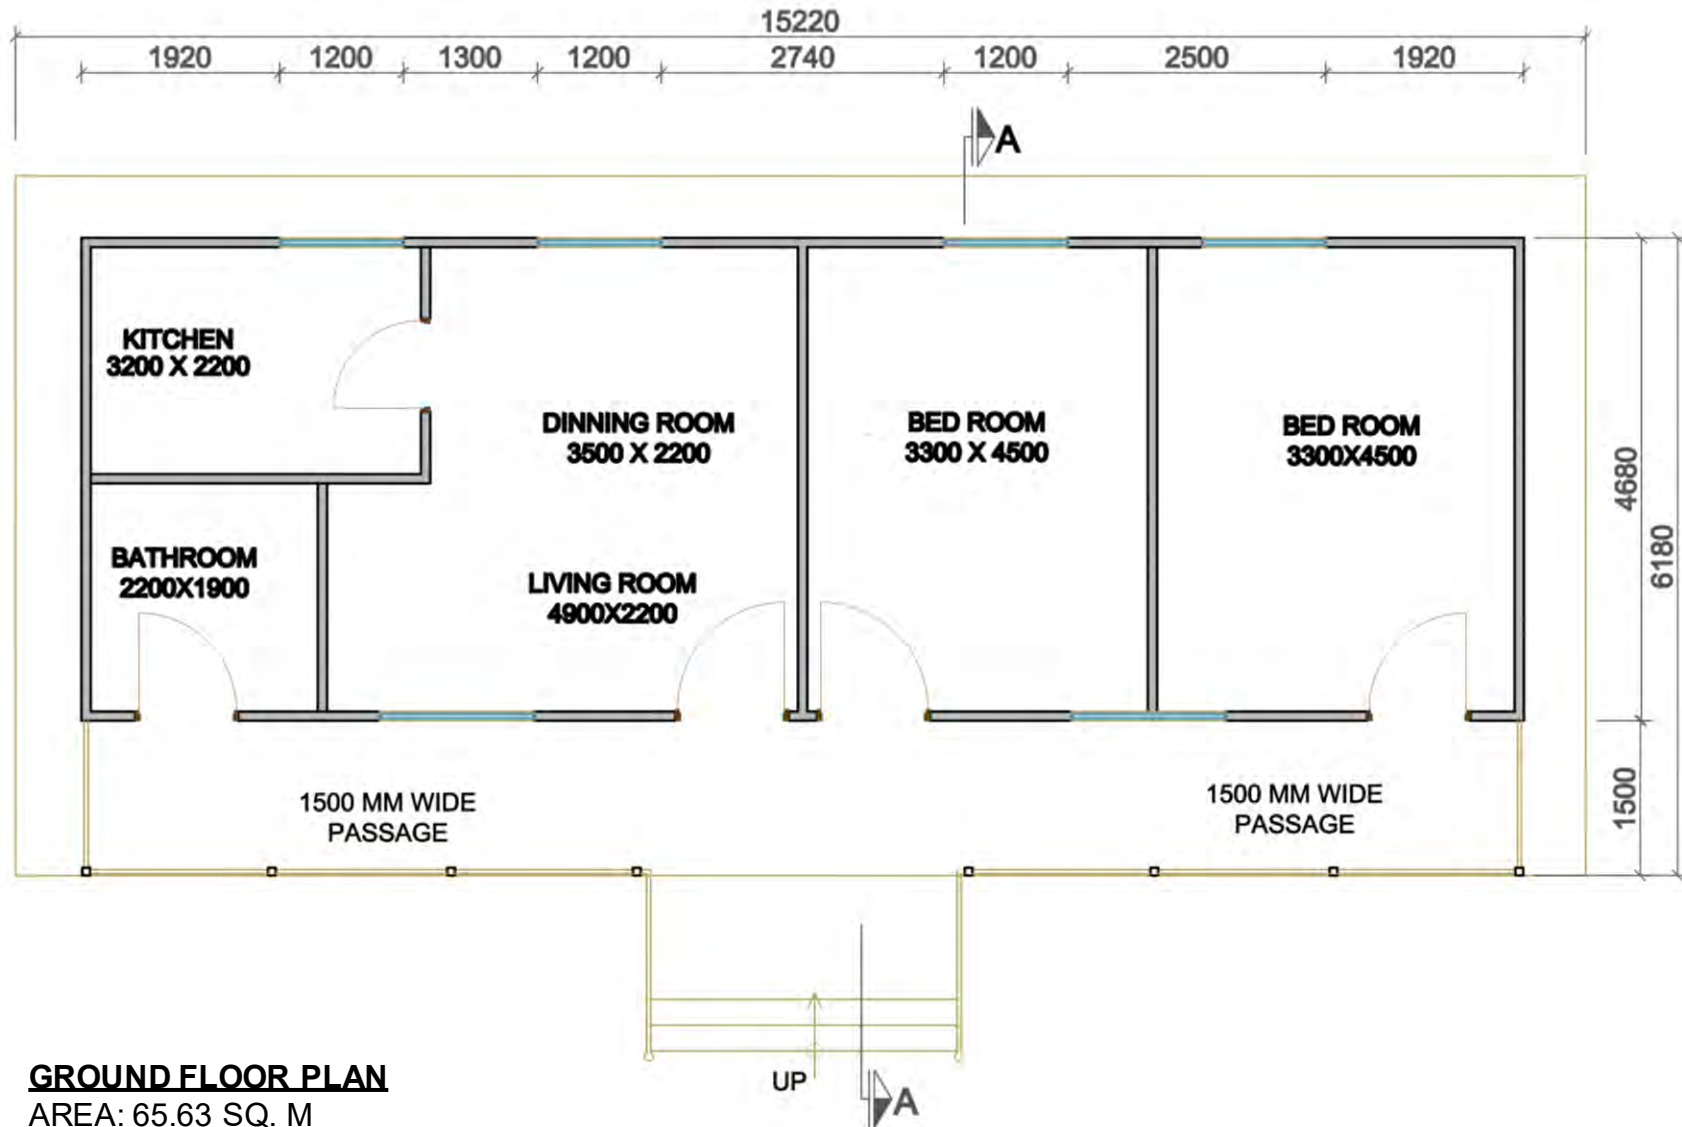 15220
1920 1200 1300 1200 2740 1200 2500 1920
A
KITCHEN
3200 X 2200
DINNING ROOM
3500 X 2200
BED ROOM
3300 X 4500
BED ROOM
3300X4500
4680
6180
BATHROOM
2200X1900
LIVING ROOM
4900X2200
1500 MM WIDE
PASSAGE
1500 MM WIDE
PASSAGE
1500
UP
A
GROUND FLOOR PLAN
AREA: 65.63 SQ. M